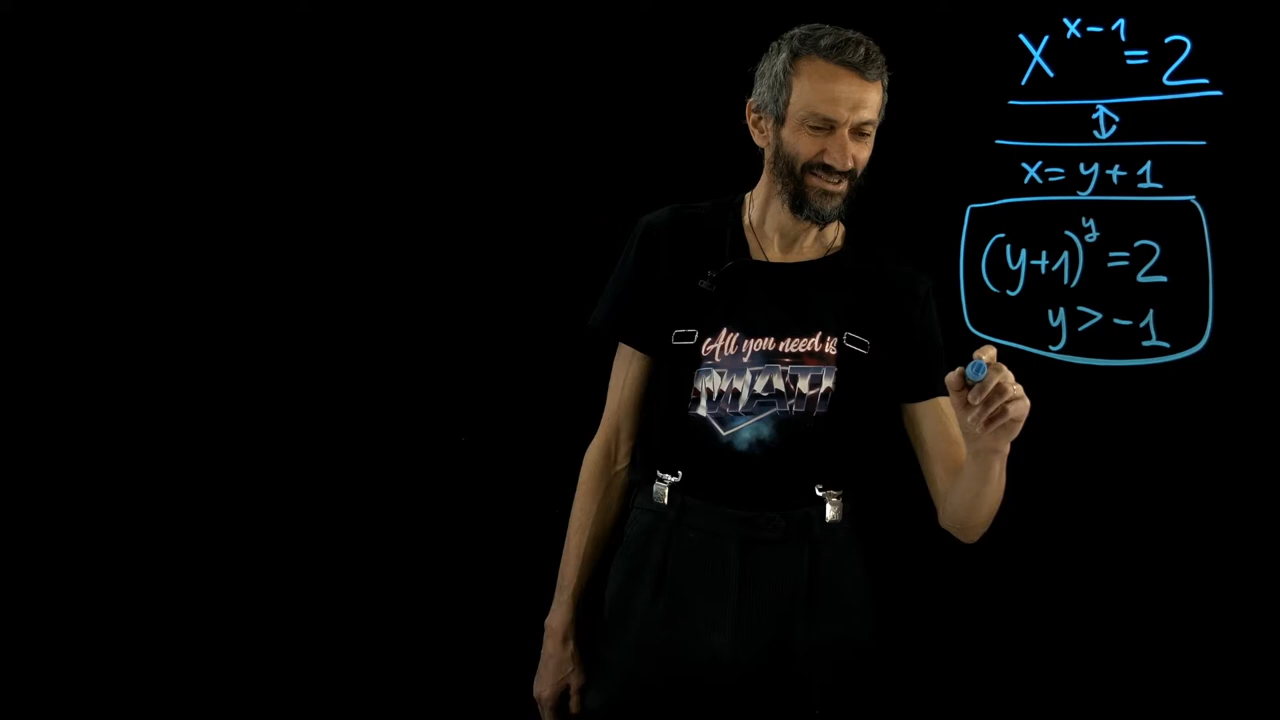 x^{x-1} = 2
↕
x = y + 1
(y+1)^y = 2
y > -1
All you need is
MATH